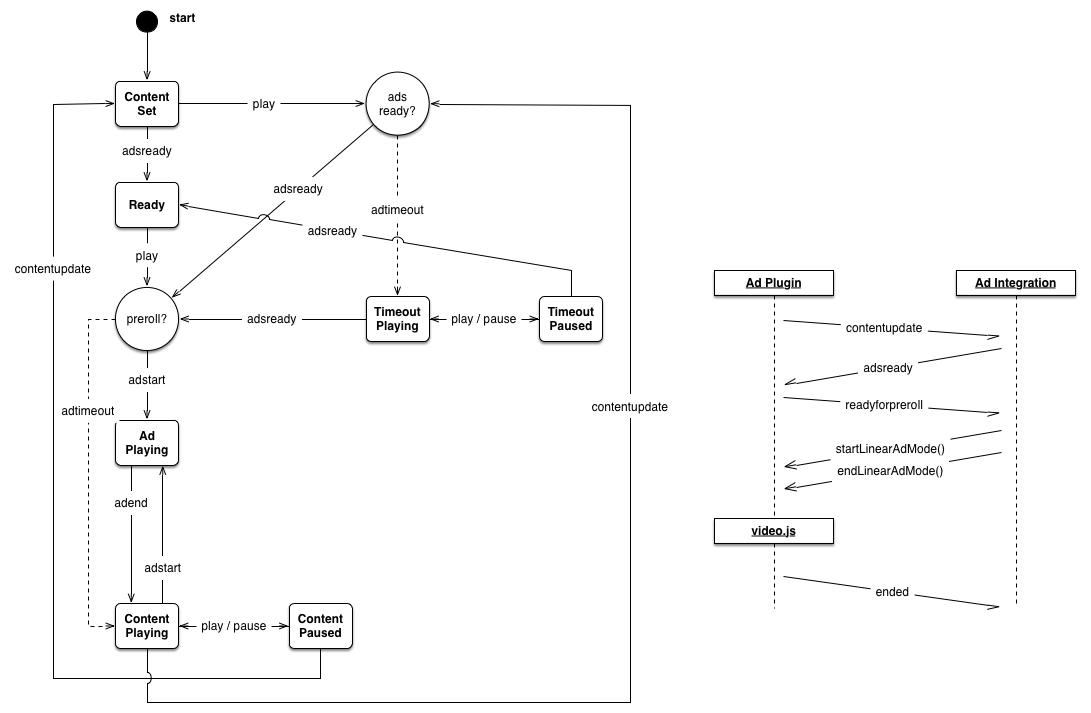 start
Content
Set
play
ads
ready?
adsready
Ready
adsready
adtimeout
adsready
play
contentupdate
preroll?
adsready
Timeout
Playing
play / pause
Timeout
Paused
adstart
adtimeout
contentupdate
Ad
Playing
adend
adstart
Content
Playing
play / pause
Content
Paused
Ad Plugin
Ad Integration
contentupdate
adsready
readyforpreroll
startLinearAdMode()
endLinearAdMode()
video.js
ended